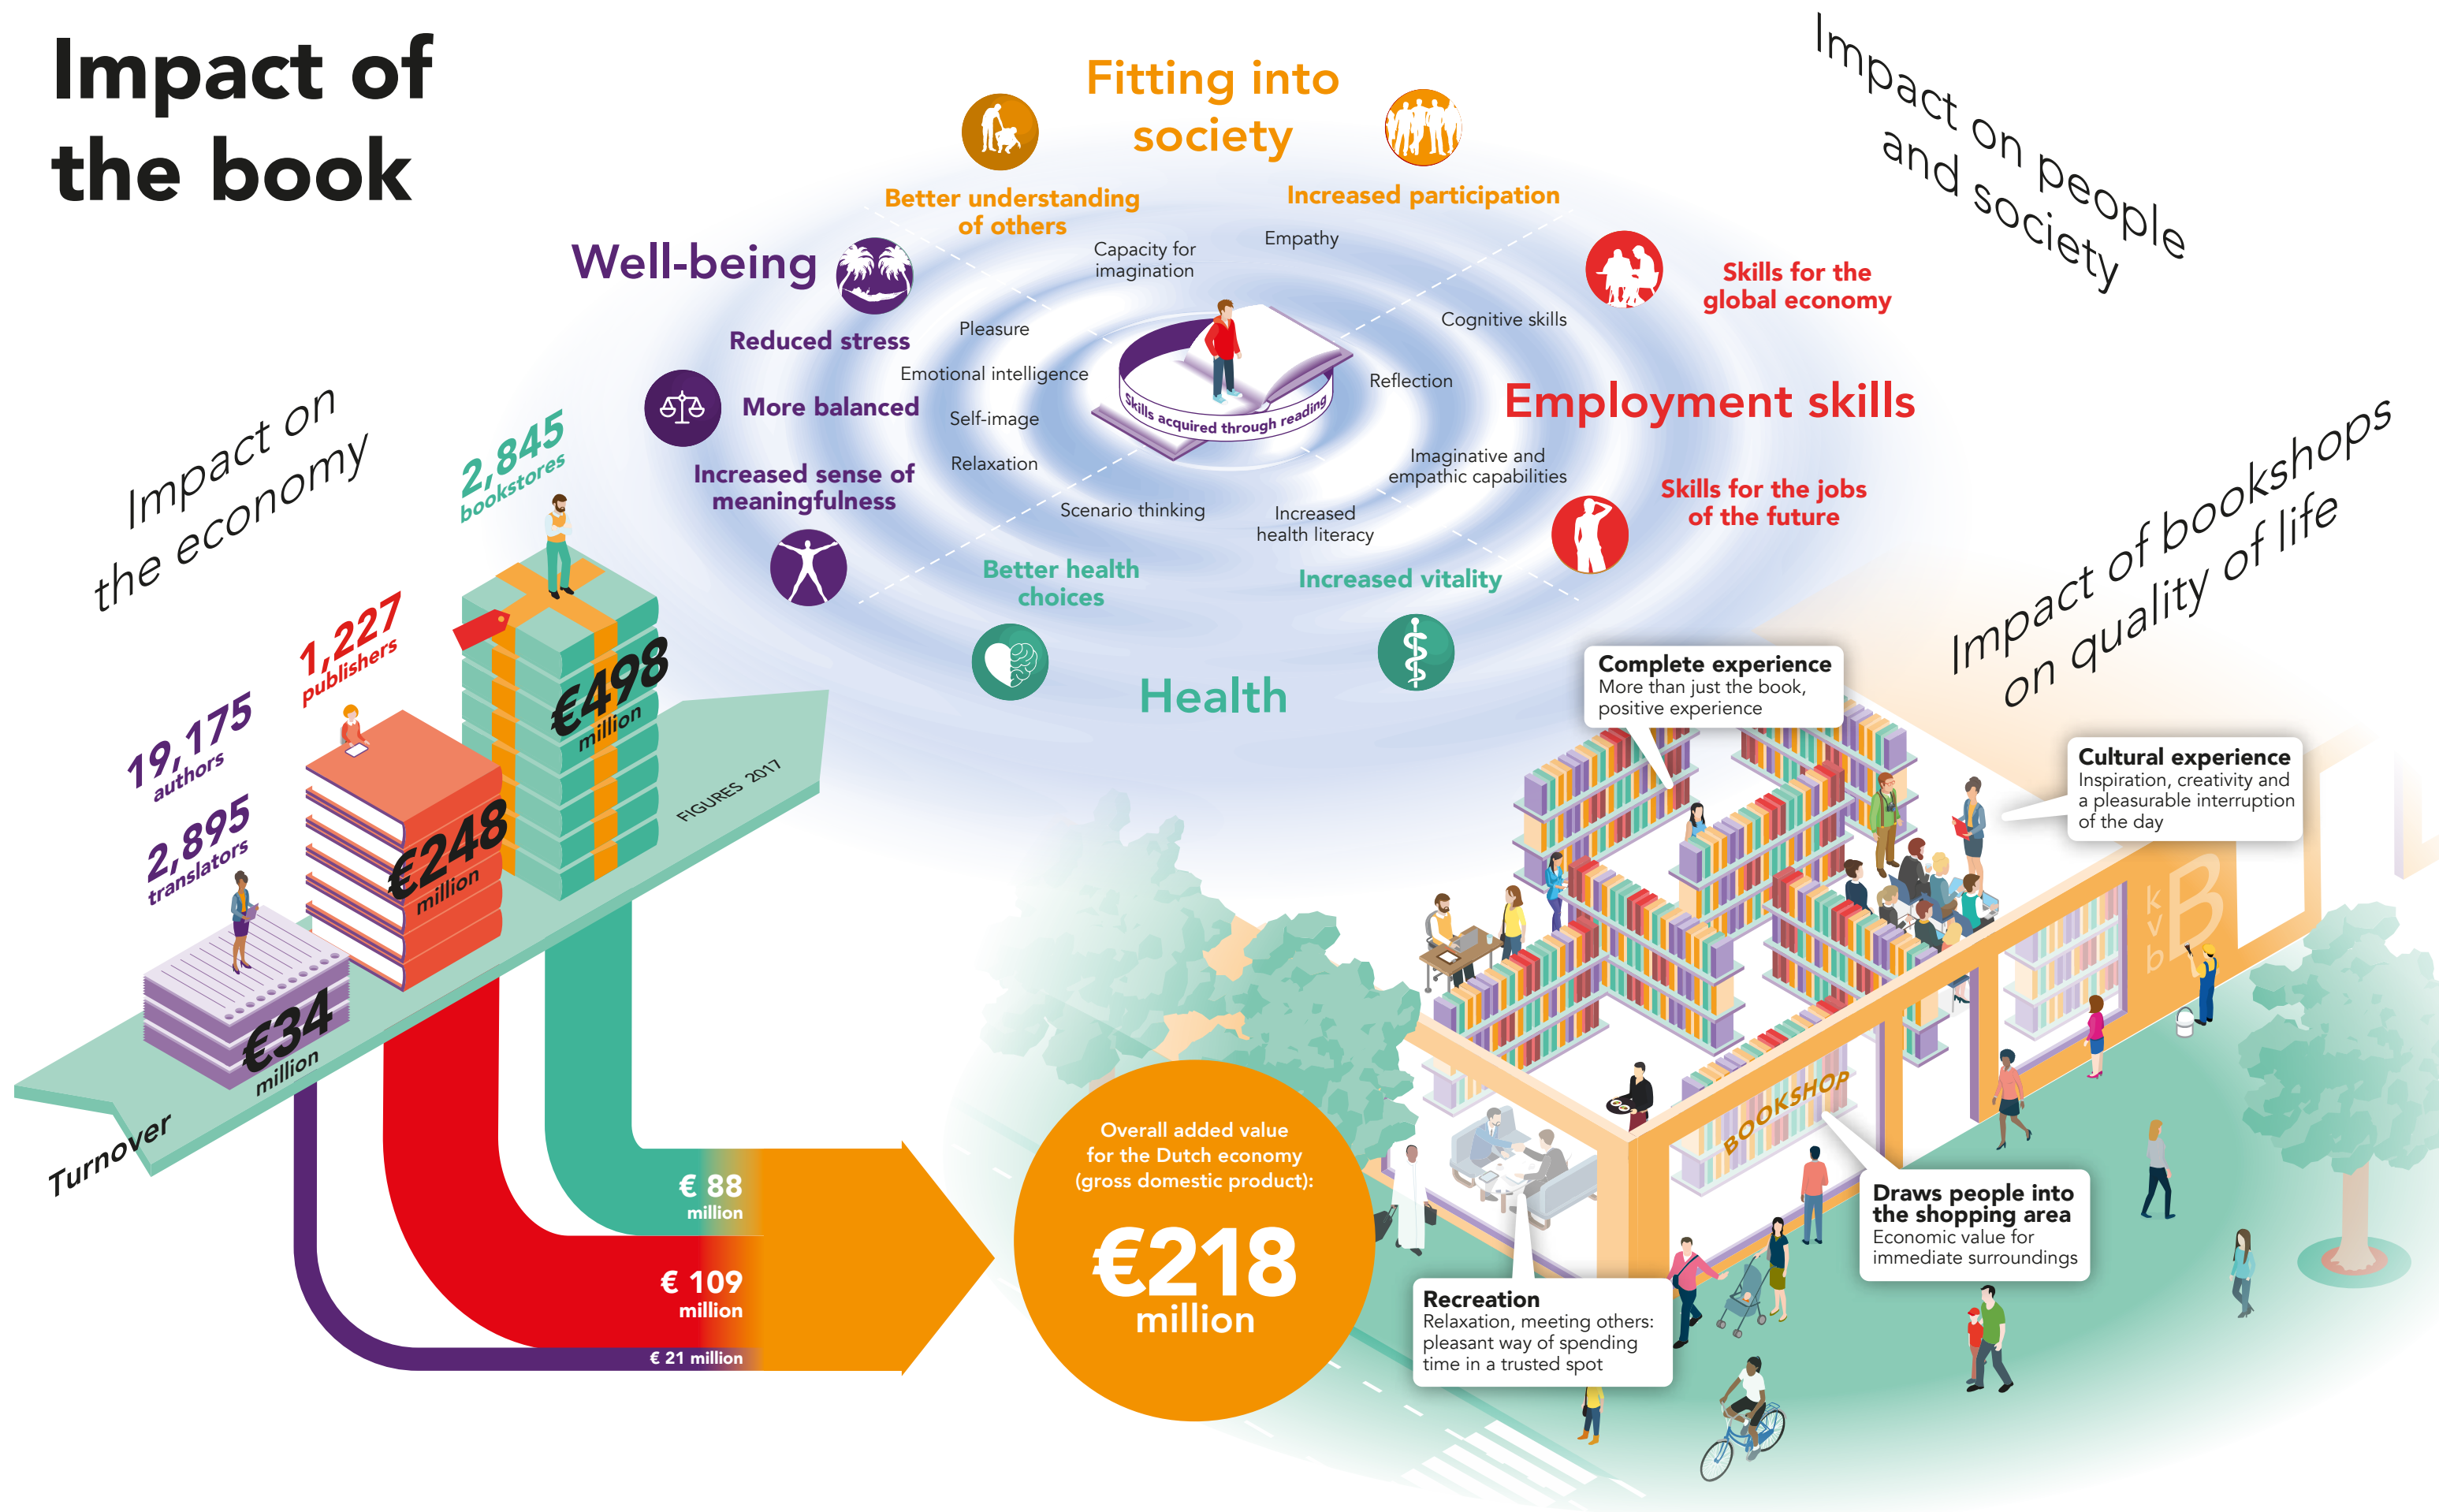 Impact of
the book
Impact on
the economy
2,845
bookstores
1,227
publishers
19,175
authors
2,895
translators
€498
million
€248
million
€34
million
FIGURES 2017
Turnover
€ 88
million
€ 109
million
€ 21 million
Overall added value
for the Dutch economy
(gross domestic product):
€218
million
Impact on people
and society
Fitting into
society
Better understanding
of others
Increased participation
Capacity for
imagination
Empathy
Well-being
Reduced stress
More balanced
Increased sense of
meaningfulness
Pleasure
Emotional intelligence
Self-image
Relaxation
Skills acquired through reading
Skills for the
global economy
Cognitive skills
Reflection
Employment skills
Imaginative and
empathic capabilities
Skills for the jobs
of the future
Scenario thinking
Increased
health literacy
Better health
choices
Increased vitality
Health
Impact of bookshops
on quality of life
Complete experience
More than just the book,
positive experience
Cultural experience
Inspiration, creativity and
a pleasurable interruption
of the day
kvb
B
BOOKSHOP
Draws people into
the shopping area
Economic value for
immediate surroundings
Recreation
Relaxation, meeting others:
pleasant way of spending
time in a trusted spot